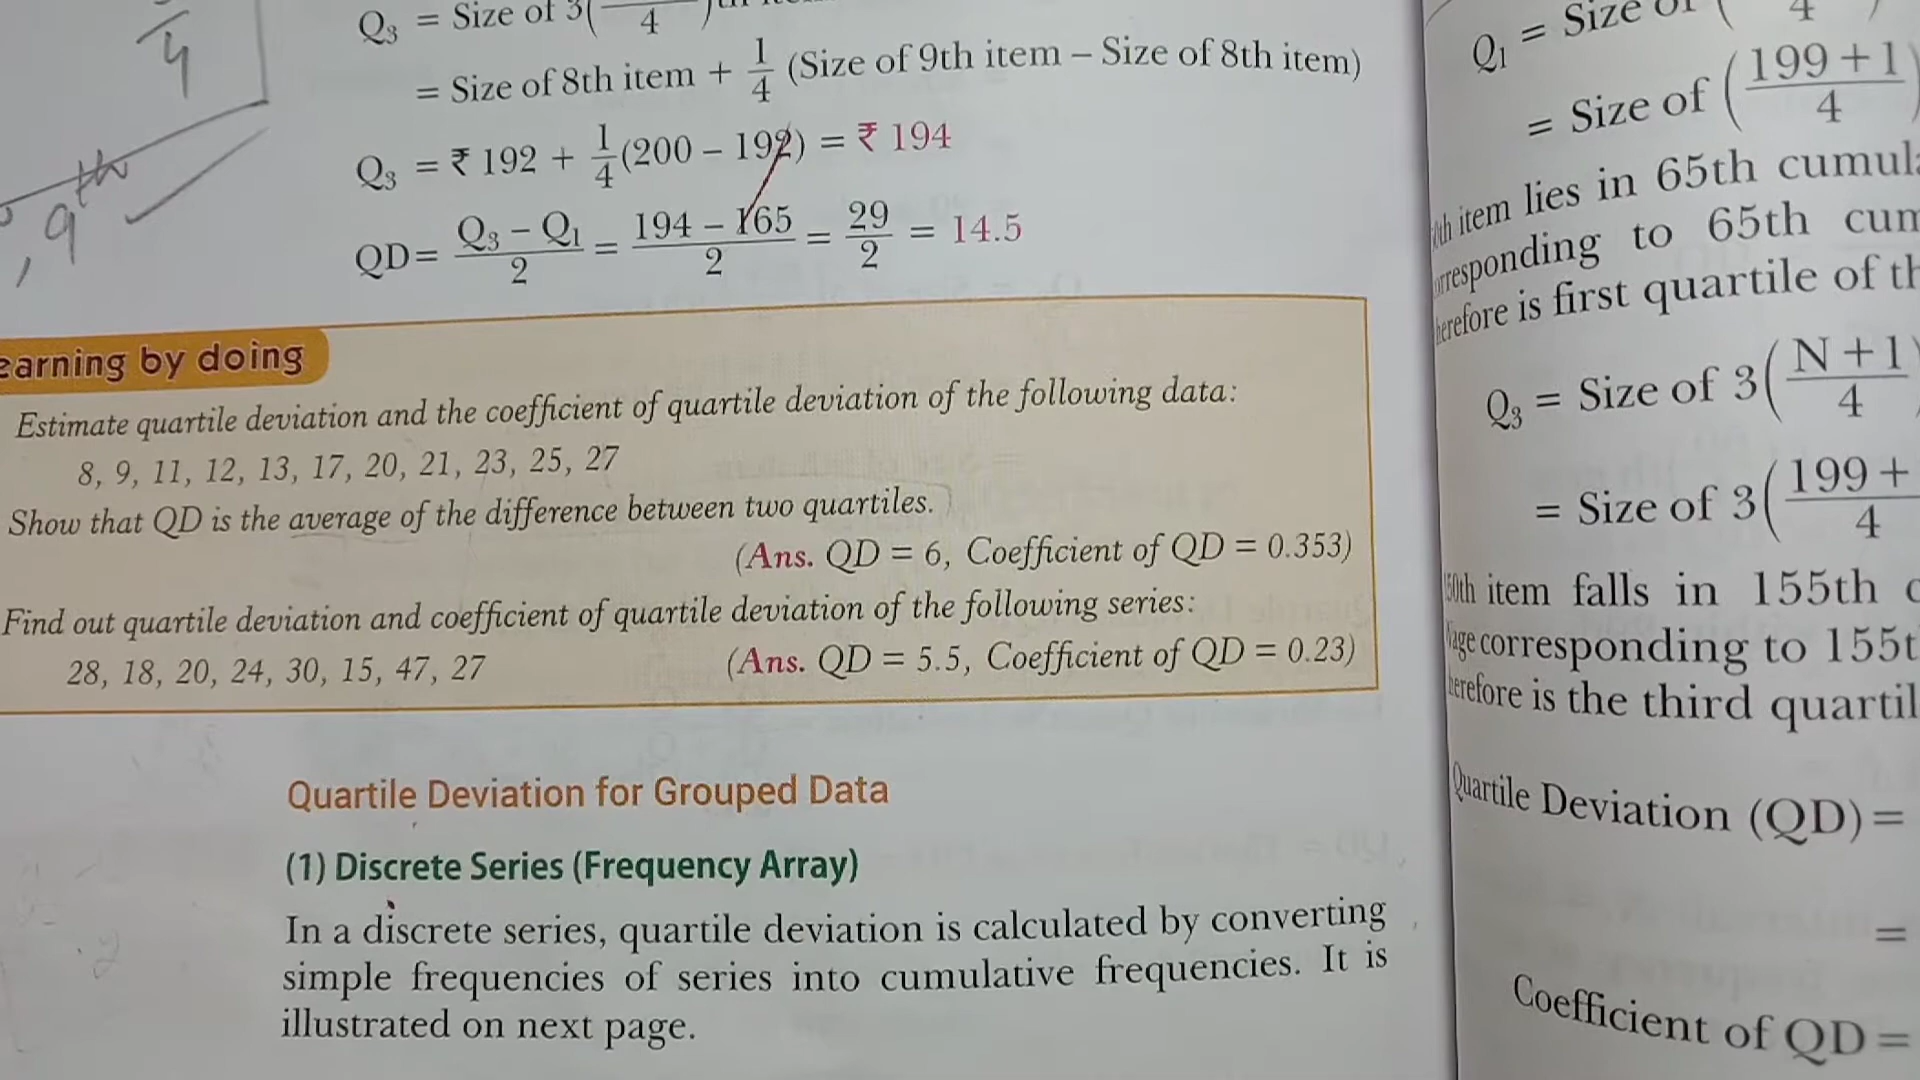 4
, 9th
Q3 = Size of 3(
4
= Size of 8th item + 1/4 (Size of 9th item – Size of 8th item)
Q3 = ₹ 192 + 1/4(200 – 192) = ₹ 194
QD= Q3 – Q1/2 = 194 – 165/2 = 29/2 = 14.5
earning by doing
Estimate quartile deviation and the coefficient of quartile deviation of the following data:
8, 9, 11, 12, 13, 17, 20, 21, 23, 25, 27
Show that QD is the average of the difference between two quartiles.
(Ans. QD = 6, Coefficient of QD = 0.353)
Find out quartile deviation and coefficient of quartile deviation of the following series:
28, 18, 20, 24, 30, 15, 47, 27 (Ans. QD = 5.5, Coefficient of QD = 0.23)
Quartile Deviation for Grouped Data
(1) Discrete Series (Frequency Array)
In a discrete series, quartile deviation is calculated by converting
simple frequencies of series into cumulative frequencies. It is
illustrated on next page.
Q1 = Size of ( 4 )
= Size of (199+1/4)
th item lies in 65th cumul
rresponding to 65th cum
erefore is first quartile of th
Q3 = Size of 3(N+1/4)
= Size of 3(199+/4
50th item falls in 155th c
age corresponding to 155t
erefore is the third quartil
Quartile Deviation (QD)=
=
Coefficient of QD=